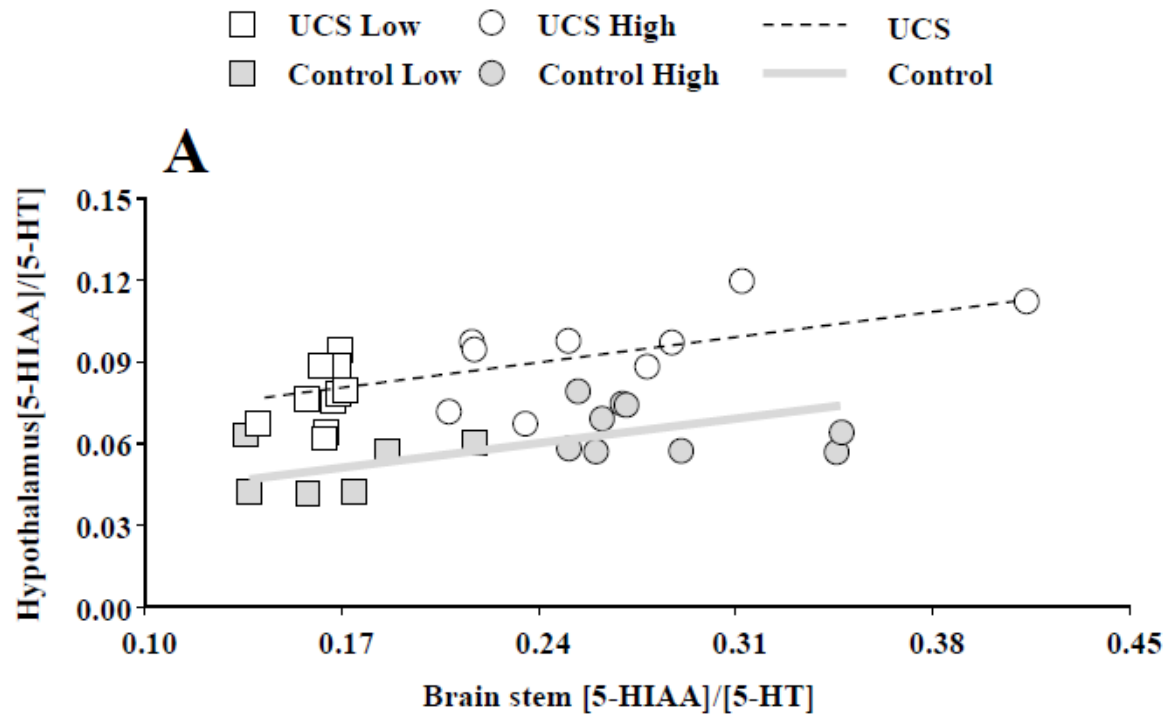 UCS Low UCS High UCS
Control Low Control High Control
A
Hypothalamus[5-HIAA]/[5-HT]
0.15
0.12
0.09
0.06
0.03
0.00
0.10 0.17 0.24 0.31 0.38 0.45
Brain stem [5-HIAA]/[5-HT]